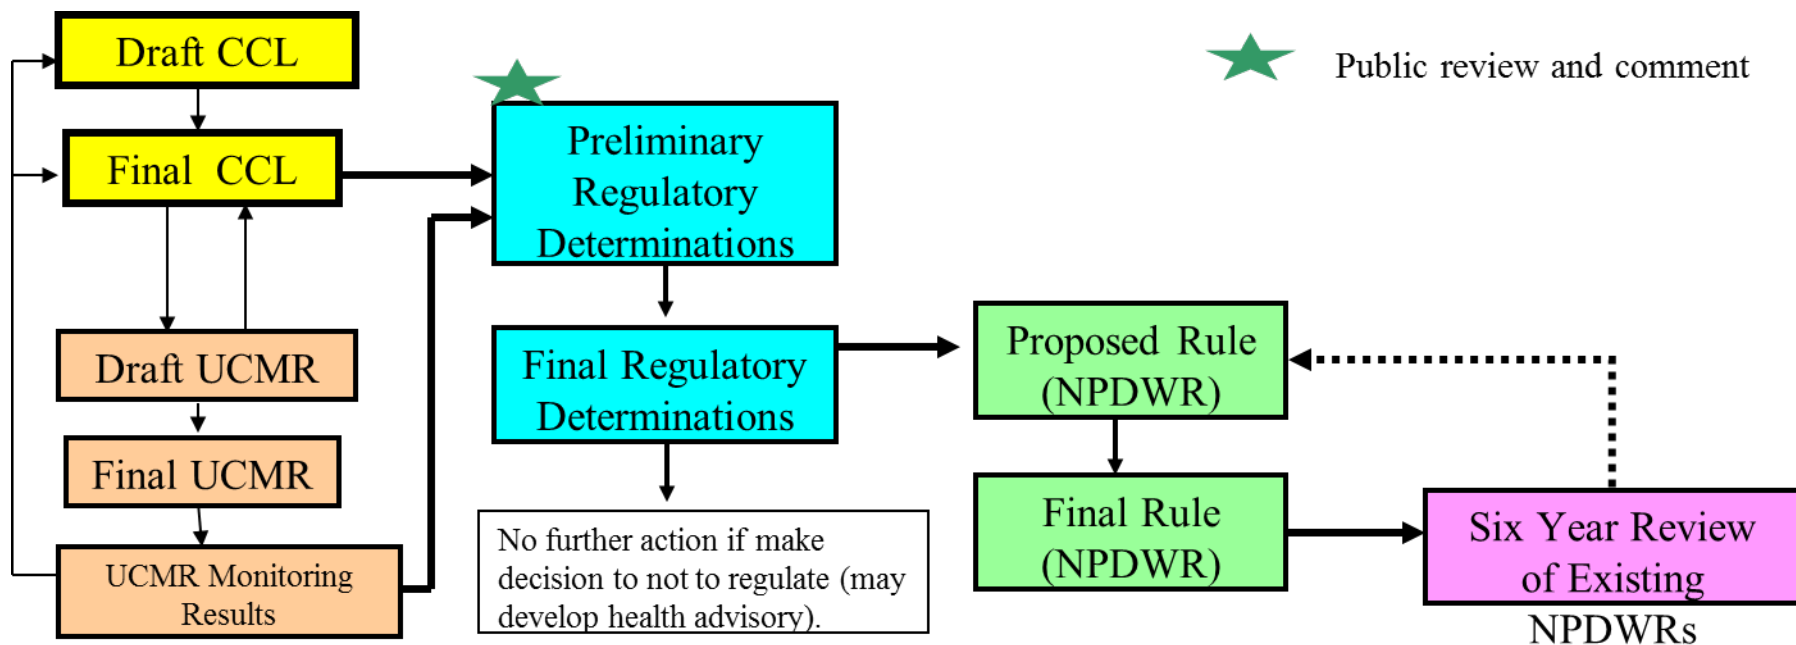 Draft CCL
Final CCL
Draft UCMR
Final UCMR
UCMR Monitoring
Results
Preliminary
Regulatory
Determinations
Final Regulatory
Determinations
No further action if make
decision to not to regulate (may
develop health advisory).
Public review and comment
Proposed Rule
(NPDWR)
Final Rule
(NPDWR)
Six Year Review
of Existing
NPDWRs